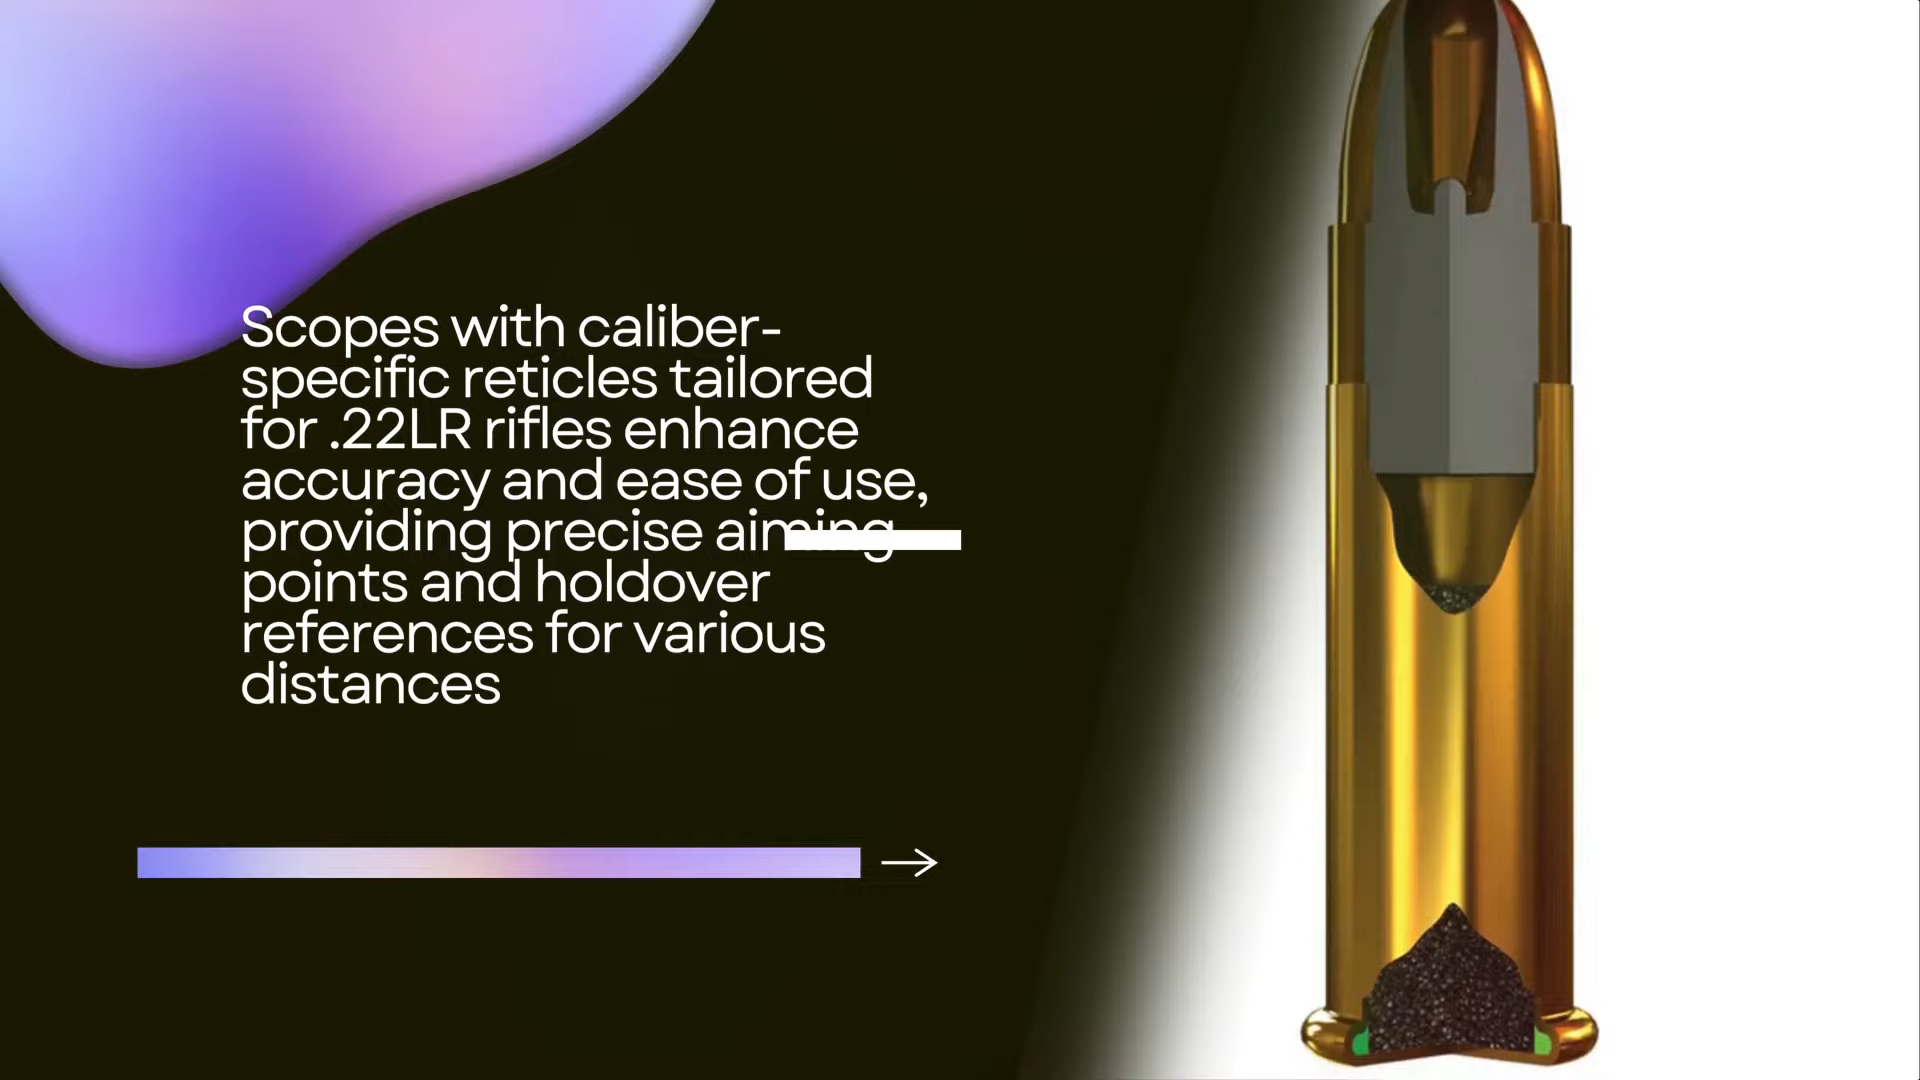 Scopes with caliber-
specific reticles tailored
for .22LR rifles enhance
accuracy and ease of use,
providing precise aiming
points and holdover
references for various
distances